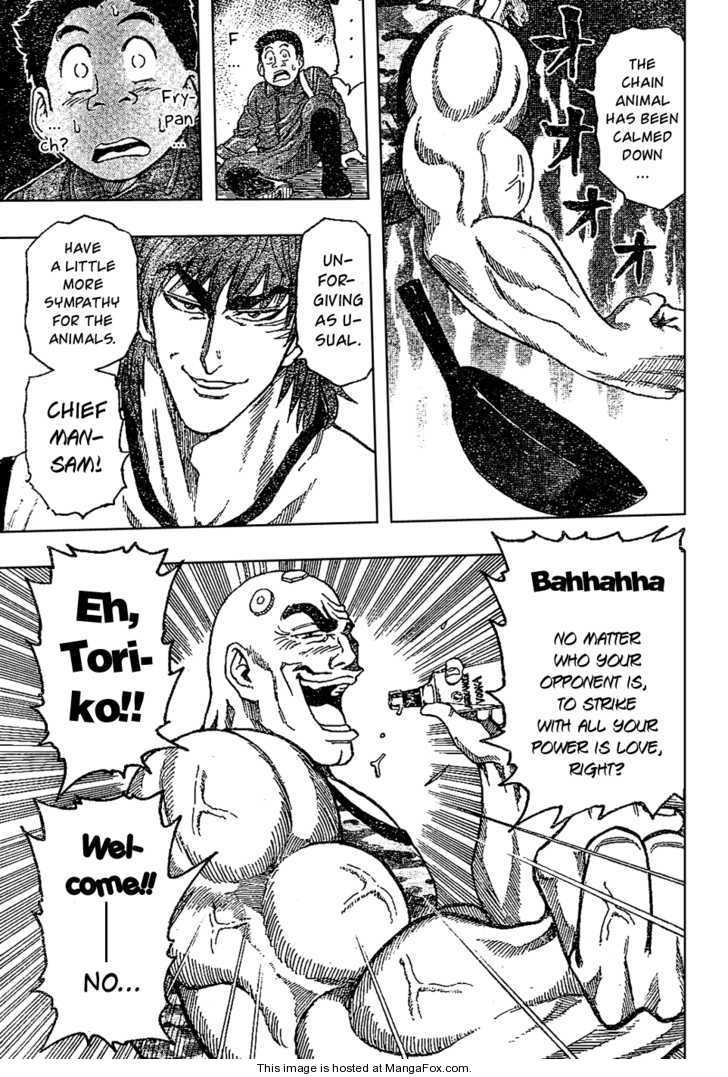 THE
CHAIN
ANIMAL
HAS BEEN
CALMED
DOWN
...
オオオオ
F
...
Fry-
pan
...
...
ch?
UN-
FOR-
GIVING
AS U-
SUAL.
HAVE
A LITTLE
MORE
SYMPATHY
FOR THE
ANIMALS.
CHIEF
MAN-
SAM!
Bahhahha
NO MATTER
WHO YOUR
OPPONENT IS,
TO STRIKE
WITH ALL YOUR
POWER IS LOVE,
RIGHT?
Eh,
Tori-
ko!!
Wel-
come!!
NO...
This image is hosted at MangaFox.com.